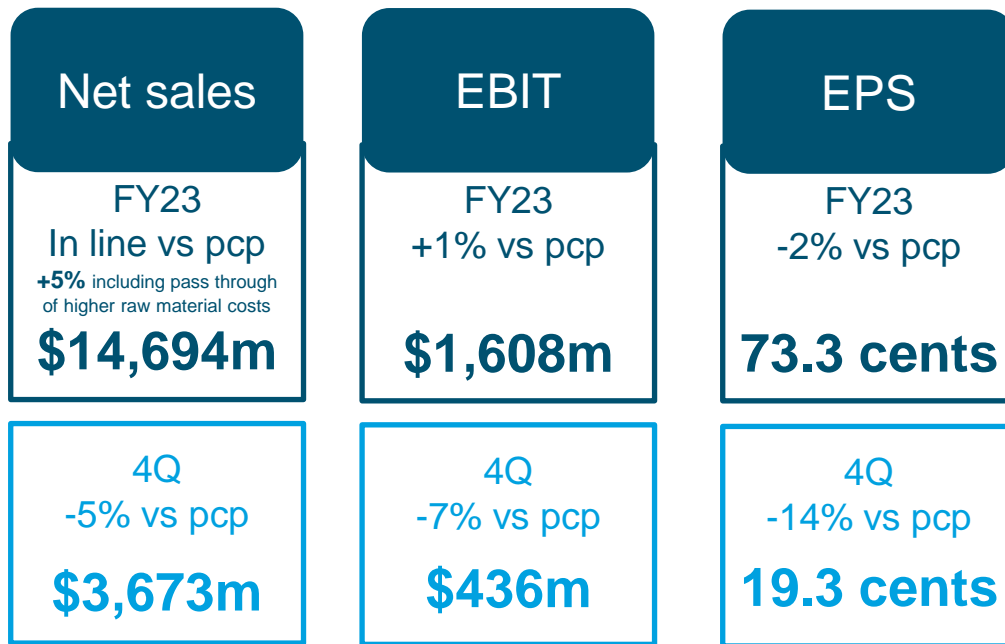 Net sales
FY23
In line vs pcp
+5% including pass through
of higher raw material costs
$14,694m
4Q
-5% vs pcp
$3,673m
EBIT
FY23
+1% vs pcp
$1,608m
4Q
-7% vs pcp
$436m
EPS
FY23
-2% vs pcp
73.3 cents
4Q
-14% vs pcp
19.3 cents